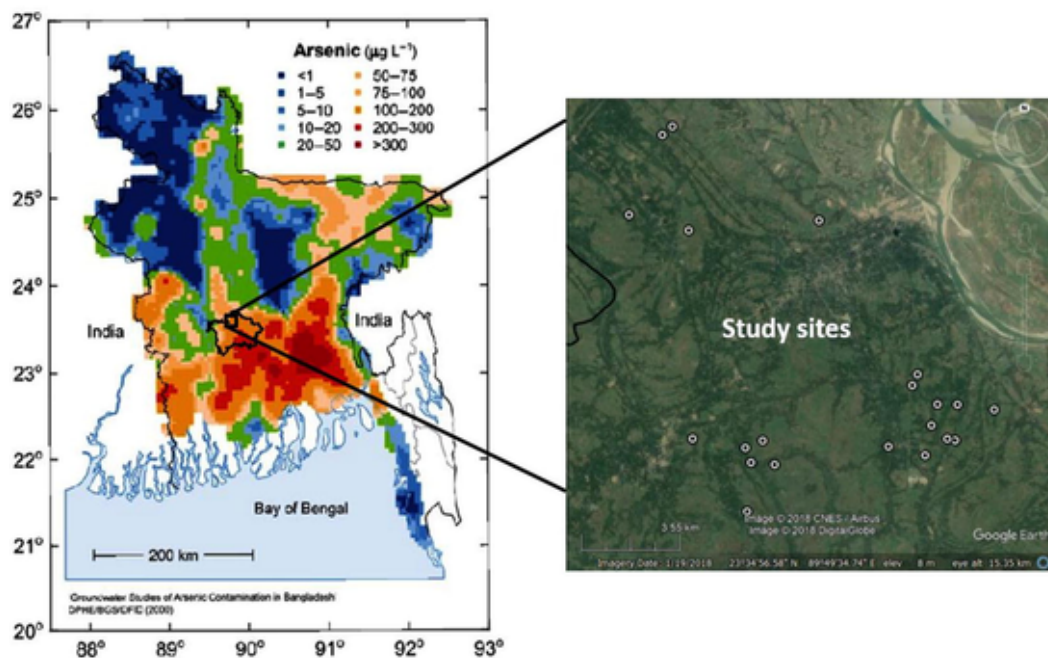 27°
26°
25°
24°
23°
22°
21°
20°
88° 89° 90° 91° 92° 93°
Arsenic (µg L⁻¹)
<1 50–75
1–5 75–100
5–10 100–200
10–20 200–300
20–50 >300
India
India
Bay of Bengal
200 km
Groundwater Studies of Arsenic Contamination in Bangladesh
DPHE/BGS/DFID (2000)
Study sites
3.55 km
Image © 2018 CNES / Airbus
Image © 2018 DigitalGlobe
Google Earth
Imagery Date: 1/19/2018 23°34'56.58" N 89°49'34.74" E elev 8 m eye alt 15.35 km
N